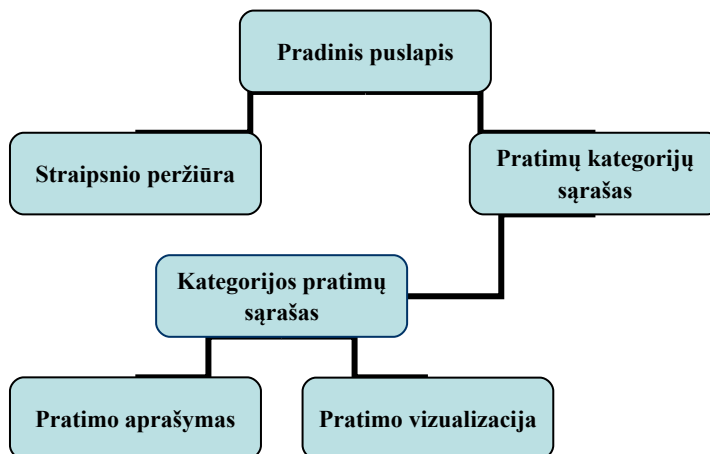 Pradinis puslapis
Straipsnio peržiūra
Pratimų kategorijų
sąrašas
Kategorijos pratimų
sąrašas
Pratimo aprašymas
Pratimo vizualizacija